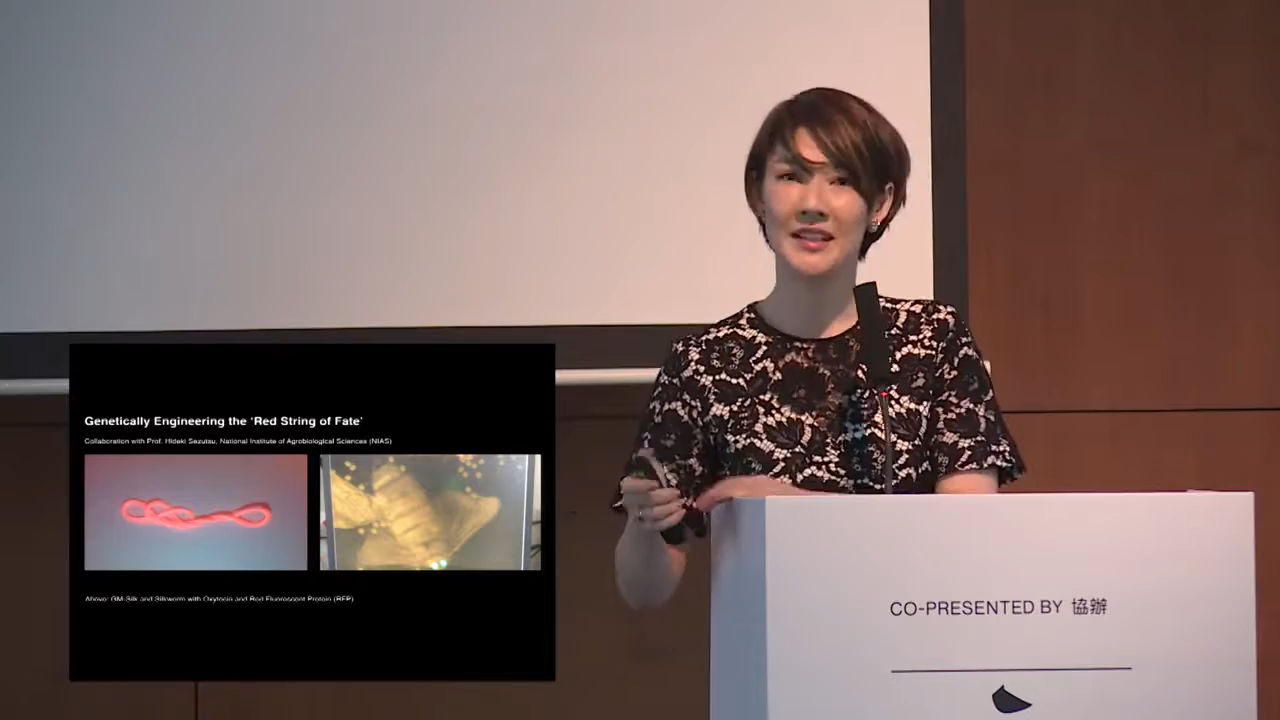 Genetically Engineering the ‘Red String of Fate’
Collaboration with Prof. Hideki Sezutsu, National Institute of Agrobiological Sciences (NIAS)
Above: GM-Silk and Silkworm with Oxytocin and Red Fluorescent Protein (RFP)
CO-PRESENTED BY 協辦